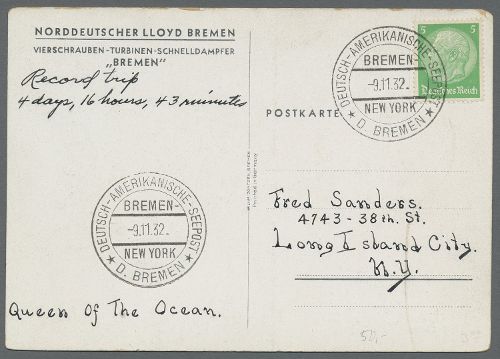 NORDDEUTSCHER LLOYD BREMEN
VIERSCHRAUBEN-TURBINEN-SCHNELLDAMPFER
„BREMEN"
Record trip
4 days, 16 hours, 43 minutes
DEUTSCH-AMERIKANISCHE-SEEPOST
BREMEN-
-9.11.32-
NEW YORK
* D. BREMEN *
Queen Of The Ocean.
POSTKARTE
DEUTSCH-AMERIKANISCHE-SEEPOST
BREMEN-
-9.11.32-
NEW YORK
* D. BREMEN *
5 5
Deutsches Reich
Fred Sanders.
4743-38th. St.
Long Island City.
N.Y.
50,-